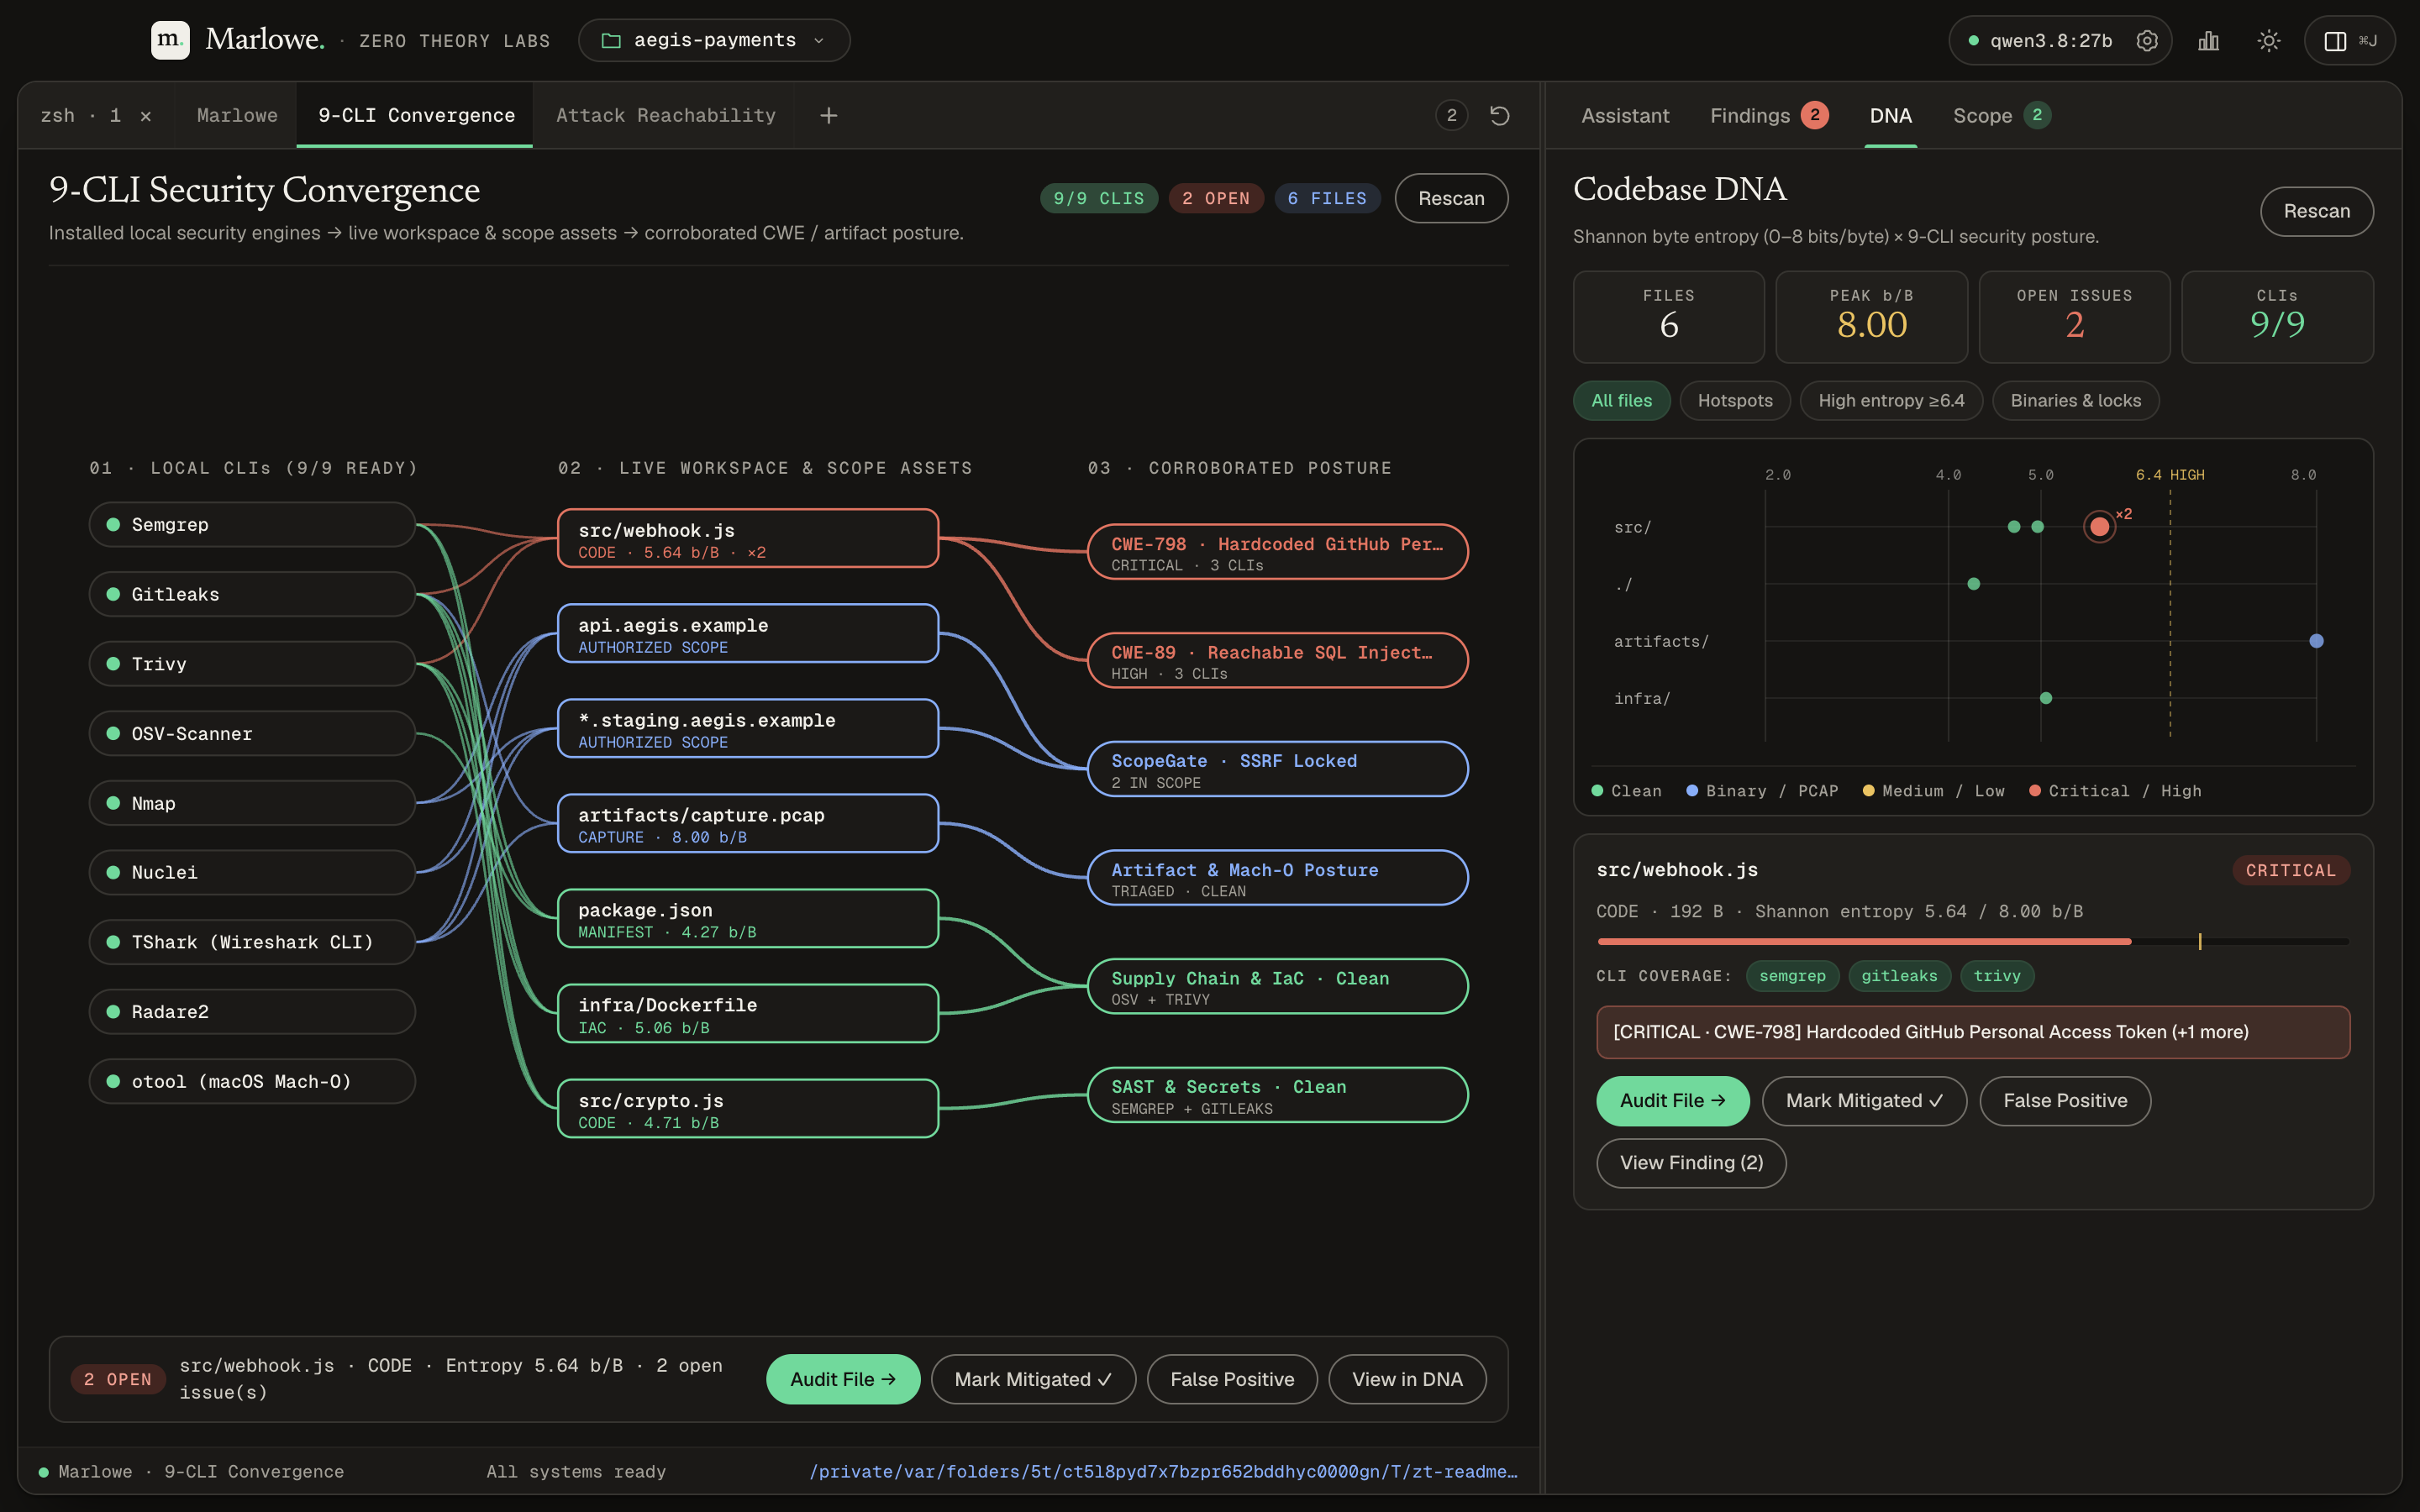 m. Marlowe. · ZERO THEORY LABS aegis-payments qwen3.8:27b ⌘J
zsh · 1 × Marlowe 9-CLI Convergence Attack Reachability + 2
9-CLI Security Convergence
Installed local security engines → live workspace & scope assets → corroborated CWE / artifact posture.
9/9 CLIS 2 OPEN 6 FILES Rescan
01 · LOCAL CLIs (9/9 READY)
Semgrep
Gitleaks
Trivy
OSV-Scanner
Nmap
Nuclei
TShark (Wireshark CLI)
Radare2
otool (macOS Mach-O)
02 · LIVE WORKSPACE & SCOPE ASSETS
src/webhook.js
CODE · 5.64 b/B · ×2
api.aegis.example
AUTHORIZED SCOPE
*.staging.aegis.example
AUTHORIZED SCOPE
artifacts/capture.pcap
CAPTURE · 8.00 b/B
package.json
MANIFEST · 4.27 b/B
infra/Dockerfile
IAC · 5.06 b/B
src/crypto.js
CODE · 4.71 b/B
03 · CORROBORATED POSTURE
CWE-798 · Hardcoded GitHub Per…
CRITICAL · 3 CLIs
CWE-89 · Reachable SQL Inject…
HIGH · 3 CLIs
ScopeGate · SSRF Locked
2 IN SCOPE
Artifact & Mach-O Posture
TRIAGED · CLEAN
Supply Chain & IaC · Clean
OSV + TRIVY
SAST & Secrets · Clean
SEMGREP + GITLEAKS
2 OPEN
src/webhook.js · CODE · Entropy 5.64 b/B · 2 open
issue(s)
Audit File → Mark Mitigated ✓ False Positive View in DNA
Marlowe · 9-CLI Convergence All systems ready /private/var/folders/5t/ct5l8pyd7x7bzpr652bddhyc0000gn/T/zt-readme…
Assistant Findings 2 DNA Scope 2
Codebase DNA
Shannon byte entropy (0–8 bits/byte) × 9-CLI security posture.
Rescan
FILES
6
PEAK b/B
8.00
OPEN ISSUES
2
CLIs
9/9
All files Hotspots High entropy ≥6.4 Binaries & locks
2.0 4.0 5.0 6.4 HIGH 8.0
src/ ×2
./
artifacts/
infra/
Clean Binary / PCAP Medium / Low Critical / High
src/webhook.js CRITICAL
CODE · 192 B · Shannon entropy 5.64 / 8.00 b/B
CLI COVERAGE: semgrep gitleaks trivy
[CRITICAL · CWE-798] Hardcoded GitHub Personal Access Token (+1 more)
Audit File → Mark Mitigated ✓ False Positive
View Finding (2)